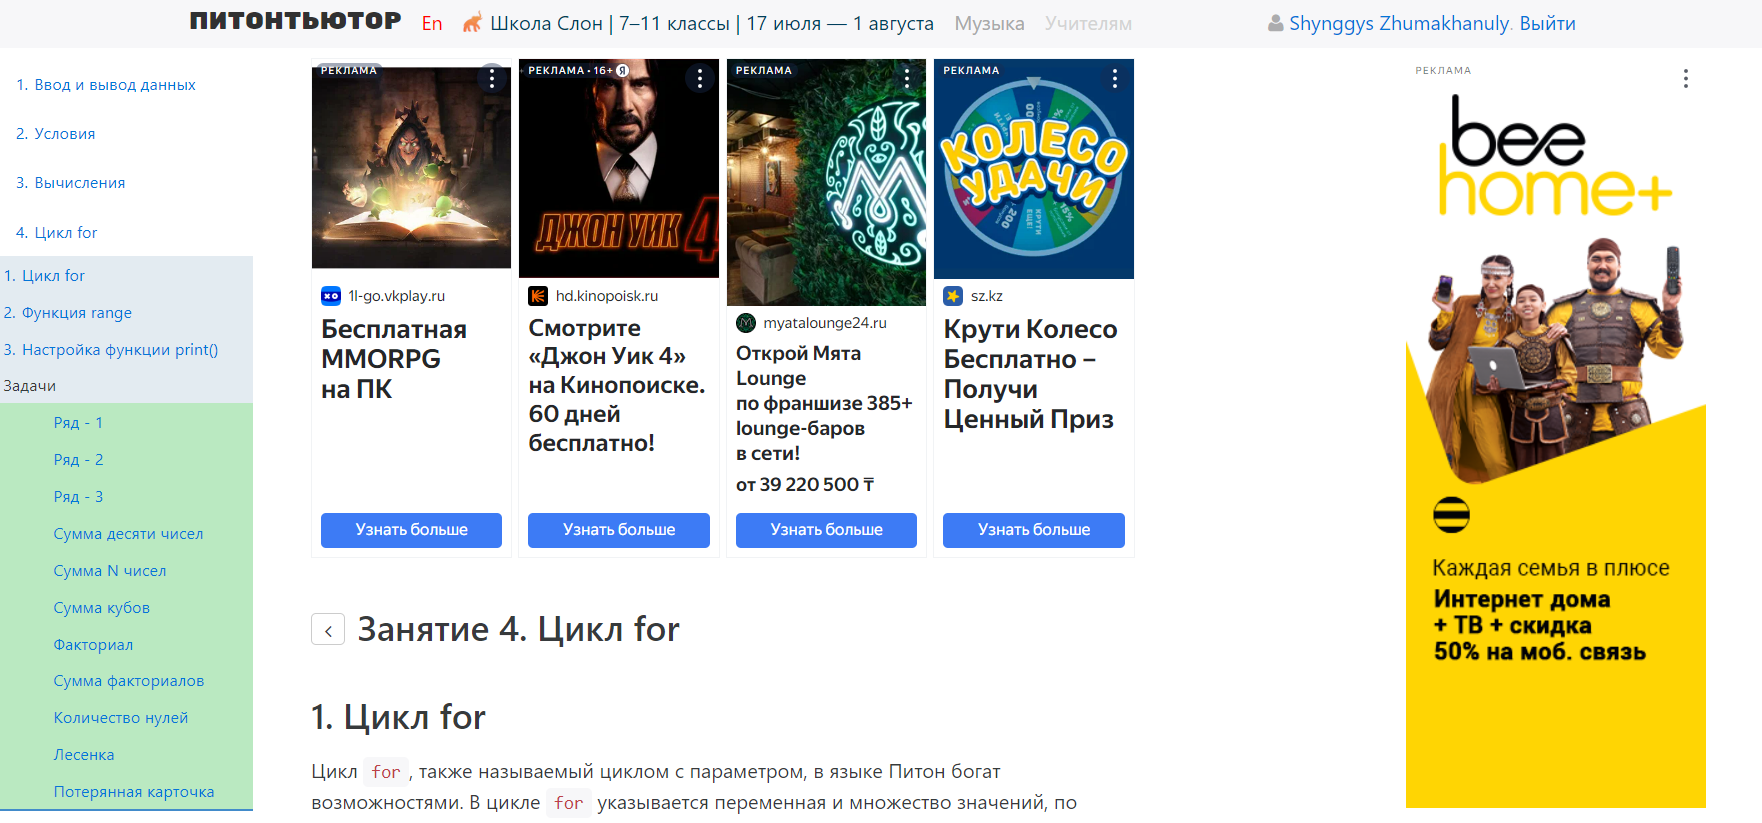 ПИТОНТЬЮТОР En Школа Слон | 7–11 классы | 17 июля — 1 августа Музыка Учителям Shynggys Zhumakhanuly. Выйти
1. Ввод и вывод данных
2. Условия
3. Вычисления
4. Цикл for
1. Цикл for
2. Функция range
3. Настройка функции print()
Задачи
Ряд - 1
Ряд - 2
Ряд - 3
Сумма десяти чисел
Сумма N чисел
Сумма кубов
Факториал
Сумма факториалов
Количество нулей
Лесенка
Потерянная карточка
РЕКЛАМА
1l-go.vkplay.ru
Бесплатная
MMORPG
на ПК
Узнать больше
РЕКЛАМА • 16+ Я
ДЖОН УИК 4
hd.kinopoisk.ru
Смотрите
«Джон Уик 4»
на Кинопоиске.
60 дней
бесплатно!
Узнать больше
РЕКЛАМА
myatalounge24.ru
Открой Мята
Lounge
по франшизе 385+
lounge-баров
в сети!
от 39 220 500 ₸
Узнать больше
РЕКЛАМА
КОЛЕСО
УДАЧИ
200
КРУТИ
ЕЩЕ!
15%
sz.kz
Крути Колесо
Бесплатно –
Получи
Ценный Приз
Узнать больше
Занятие 4. Цикл for
1. Цикл for
Цикл for , также называемый циклом с параметром, в языке Питон богат
возможностями. В цикле for указывается переменная и множество значений, по
РЕКЛАМА
bee
home+
Каждая семья в плюсе
Интернет дома
+ ТВ + скидка
50% на моб. связь